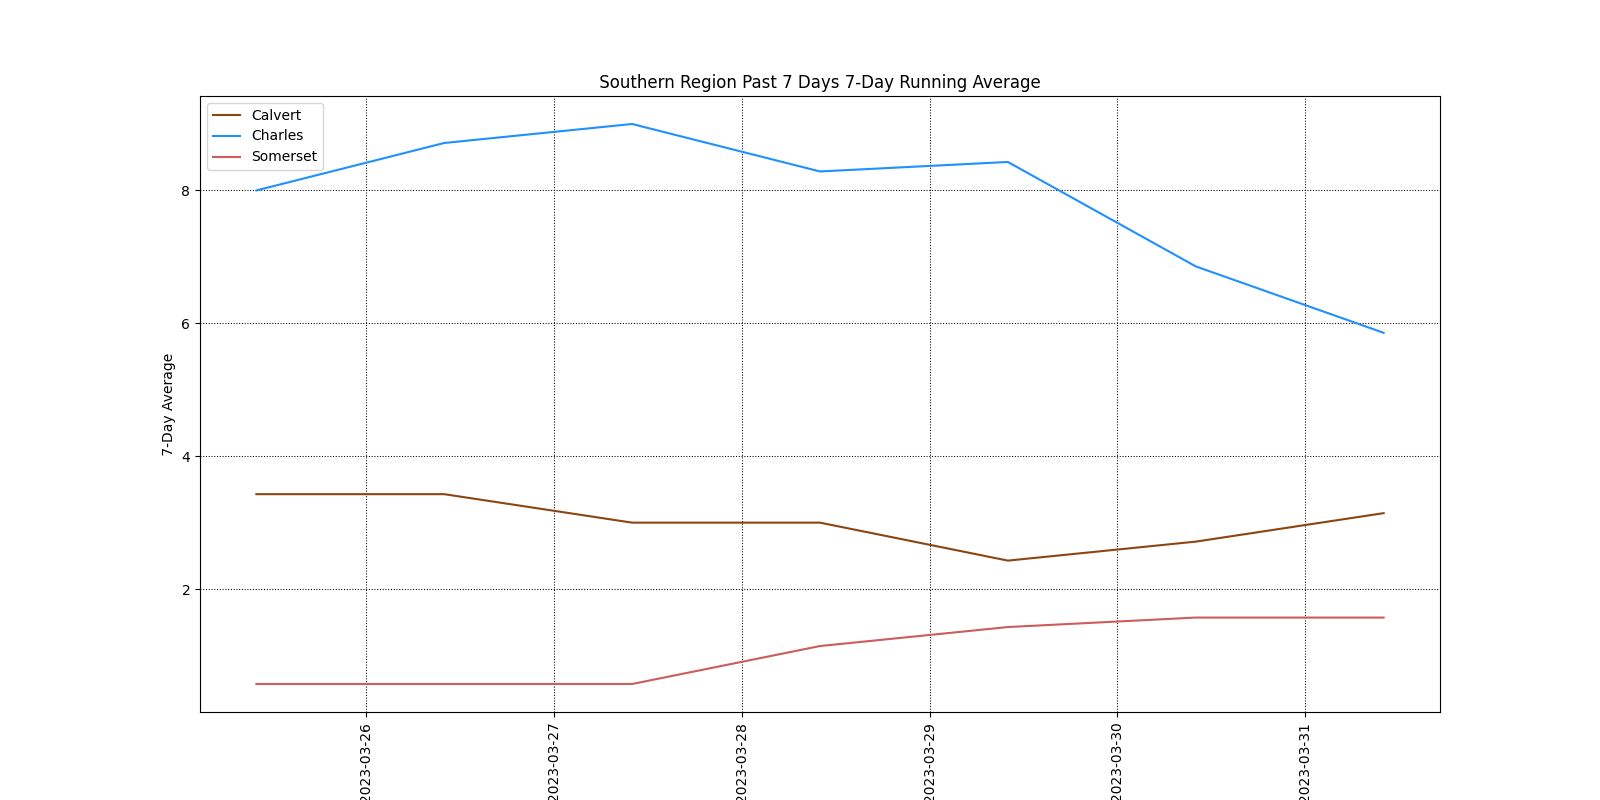 Southern Region Past 7 Days 7-Day Running Average
Calvert
Charles
Somerset
8
6
4
2
7-Day Average
2023-03-26
2023-03-27
2023-03-28
2023-03-29
2023-03-30
2023-03-31